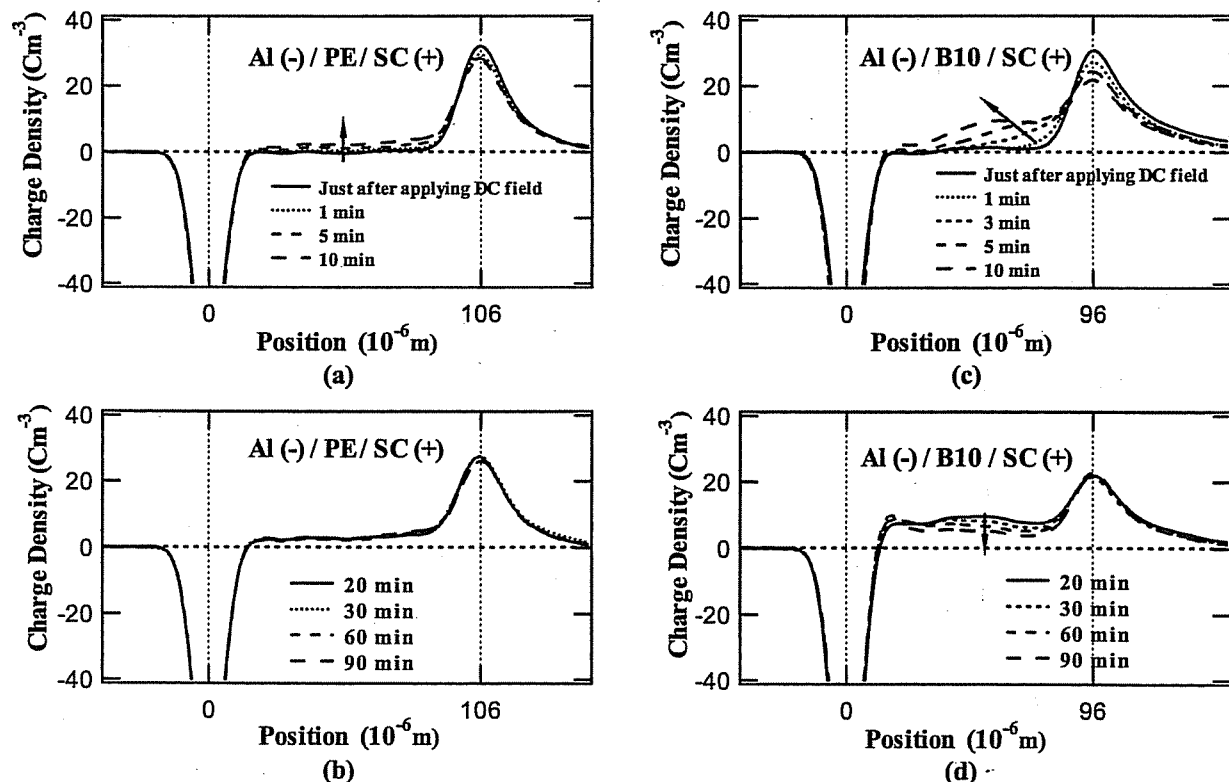 Charge Density (Cm⁻³)
40
20
0
-20
-40
Al (-) / PE/ SC (+)
Just after applying DC field
1 min
5 min
10 min
0
106
Position (10⁻⁶m)
(a)
Charge Density (Cm⁻³)
40
20
0
-20
-40
Al (-) / B10 / SC (+)
Just after applying DC field
1 min
3 min
5 min
10 min
0
96
Position (10⁻⁶m)
(c)
Charge Density (Cm⁻³)
40
20
0
-20
-40
Al (-) / PE/ SC (+)
20 min
30 min
60 min
90 min
0
106
Position (10⁻⁶m)
(b)
Charge Density (Cm⁻³)
40
20
0
-20
-40
Al (-) / B10 / SC (+)
20 min
30 min
60 min
90 min
0
96
Position (10⁻⁶m)
(d)